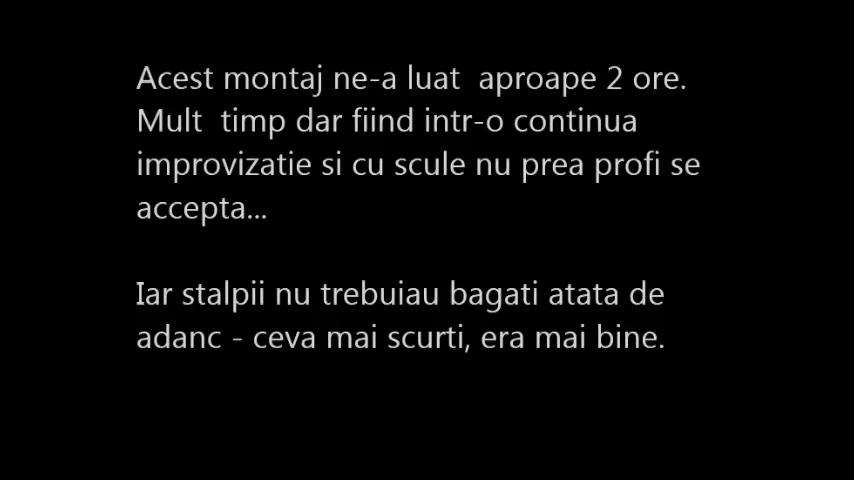 Acest montaj ne-a luat  aproape 2 ore.
Mult  timp dar fiind intr-o continua
improvizatie si cu scule nu prea profi se
accepta...
Iar stalpii nu trebuiau bagati atata de
adanc - ceva mai scurti, era mai bine.